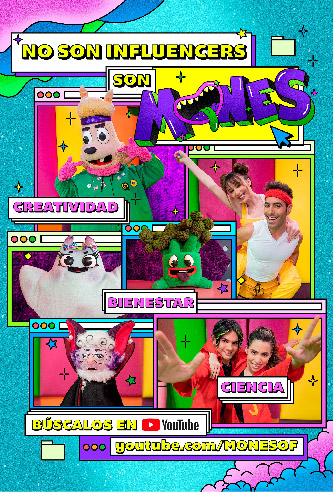 NO SON INFLUENCERS
SON
MONES
CREATIVIDAD
BIENESTAR
CIENCIA
BÚSCALOS EN YouTube
youtube.com/MONESOF